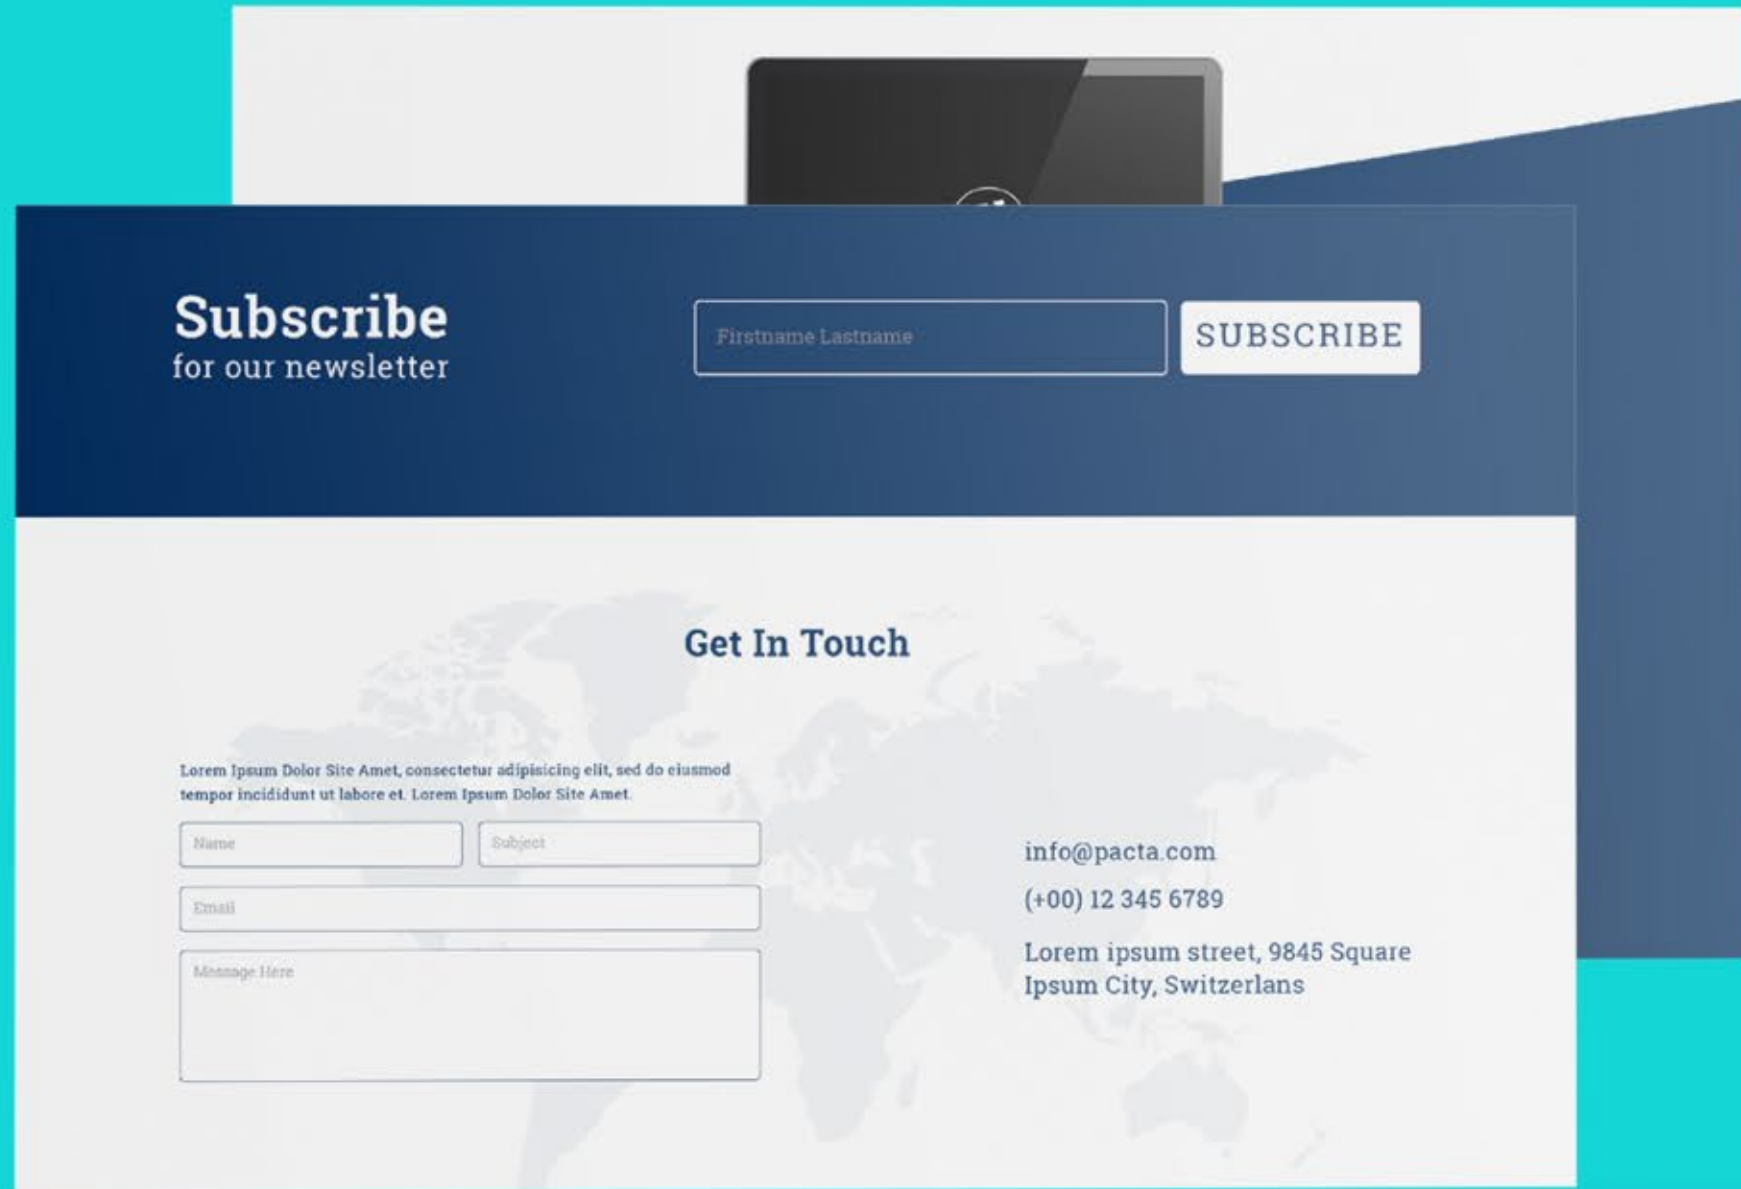 Subscribe
for our newsletter
Firstname Lastname
SUBSCRIBE
Get In Touch
Lorem Ipsum Dolor Site Amet, consectetur adipisicing elit, sed do eiusmod
tempor incididunt ut labore et. Lorem Ipsum Dolor Site Amet.
Name
Subject
Email
Message Here
info@pacta.com
(+00) 12 345 6789
Lorem ipsum street, 9845 Square
Ipsum City, Switzerlans